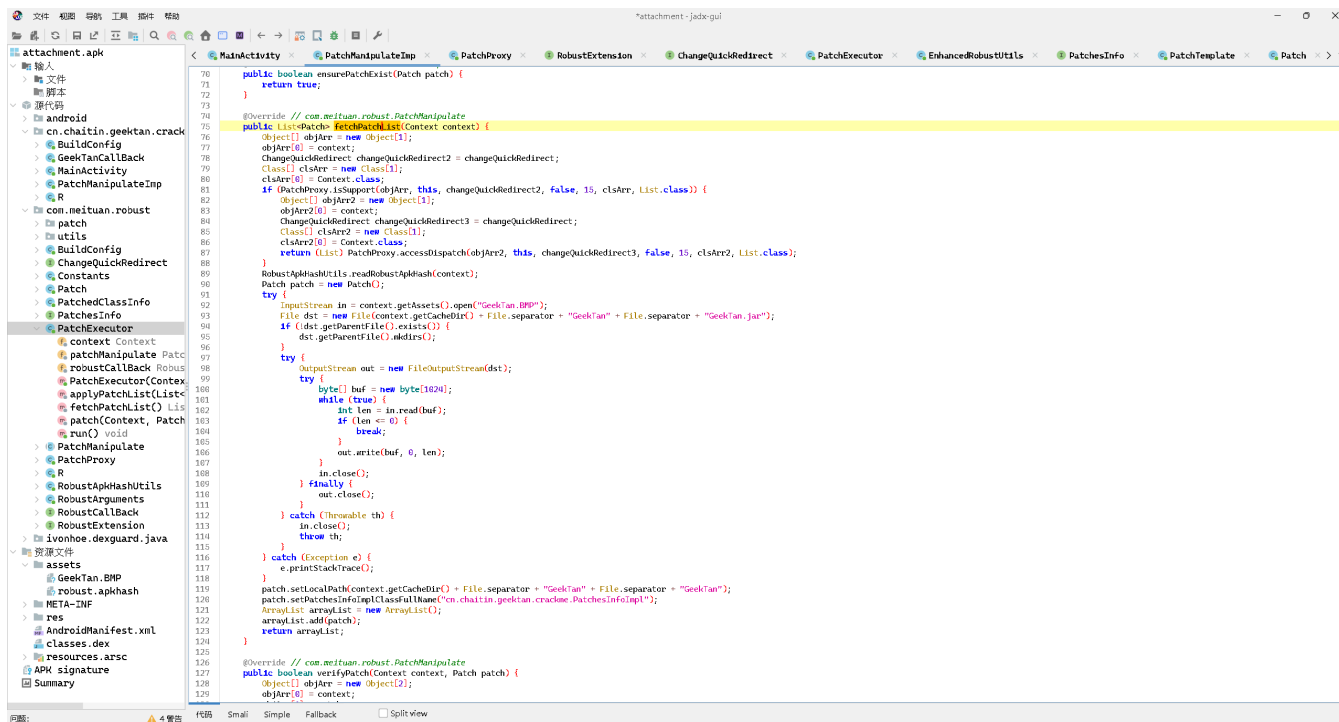 文件 视图 导航 工具 插件 帮助
*attachment - jadx-gui
attachment.apk
输入
文件
脚本
源代码
android
cn.chaitin.geektan.crack
BuildConfig
GeekTanCallBack
MainActivity
PatchManipulateImp
R
com.meituan.robust
patch
utils
BuildConfig
ChangeQuickRedirect
Constants
Patch
PatchedClassInfo
PatchesInfo
PatchExecutor
context Context
patchManipulate Patc
robustCallBack Robus
PatchExecutor(Contex
applyPatchList(List<
fetchPatchList() Lis
patch(Context, Patch
run() void
PatchManipulate
PatchProxy
R
RobustApkHashUtils
RobustArguments
RobustCallBack
RobustExtension
ivonhoe.dexguard.java
资源文件
assets
GeekTan.BMP
robust.apkhash
META-INF
res
AndroidManifest.xml
classes.dex
resources.arsc
APK signature
Summary
问题: 4 警告
MainActivity PatchManipulateImp PatchProxy RobustExtension ChangeQuickRedirect PatchExecutor EnhancedRobustUtils PatchesInfo PatchTemplate Patch
70 public boolean ensurePatchExist(Patch patch) {
71 return true;
72 }
73
74 @Override // com.meituan.robust.PatchManipulate
75 public List<Patch> fetchPatchList(Context context) {
76 Object[] objArr = new Object[1];
77 objArr[0] = context;
78 ChangeQuickRedirect changeQuickRedirect2 = changeQuickRedirect;
79 Class[] clsArr = new Class[1];
80 clsArr[0] = Context.class;
81 if (PatchProxy.isSupport(objArr, this, changeQuickRedirect2, false, 15, clsArr, List.class)) {
82 Object[] objArr2 = new Object[1];
83 objArr2[0] = context;
84 ChangeQuickRedirect changeQuickRedirect3 = changeQuickRedirect;
85 Class[] clsArr2 = new Class[1];
86 clsArr2[0] = Context.class;
87 return (List) PatchProxy.accessDispatch(objArr2, this, changeQuickRedirect3, false, 15, clsArr2, List.class);
88 }
89 RobustApkHashUtils.readRobustApkHash(context);
90 Patch patch = new Patch();
91 try {
92 InputStream in = context.getAssets().open("GeekTan.BMP");
93 File dst = new File(context.getCacheDir() + File.separator + "GeekTan" + File.separator + "GeekTan.jar");
94 if (!dst.getParentFile().exists()) {
95 dst.getParentFile().mkdirs();
96 }
97 try {
98 OutputStream out = new FileOutputStream(dst);
99 try {
100 byte[] buf = new byte[1024];
101 while (true) {
102 int len = in.read(buf);
103 if (len <= 0) {
104 break;
105 }
106 out.write(buf, 0, len);
107 }
108 in.close();
109 } finally {
110 out.close();
111 }
112 } catch (Throwable th) {
113 in.close();
114 throw th;
115 }
116 } catch (Exception e) {
117 e.printStackTrace();
118 }
119 patch.setLocalPath(context.getCacheDir() + File.separator + "GeekTan" + File.separator + "GeekTan");
120 patch.setPatchesInfoImplClassFullName("cn.chaitin.geektan.crackme.PatchesInfoImpl");
121 ArrayList arrayList = new ArrayList();
122 arrayList.add(patch);
123 return arrayList;
124 }
125
126 @Override // com.meituan.robust.PatchManipulate
127 public boolean verifyPatch(Context context, Patch patch) {
128 Object[] objArr = new Object[2];
129 objArr[0] = context;
代码 Smali Simple Fallback Split view